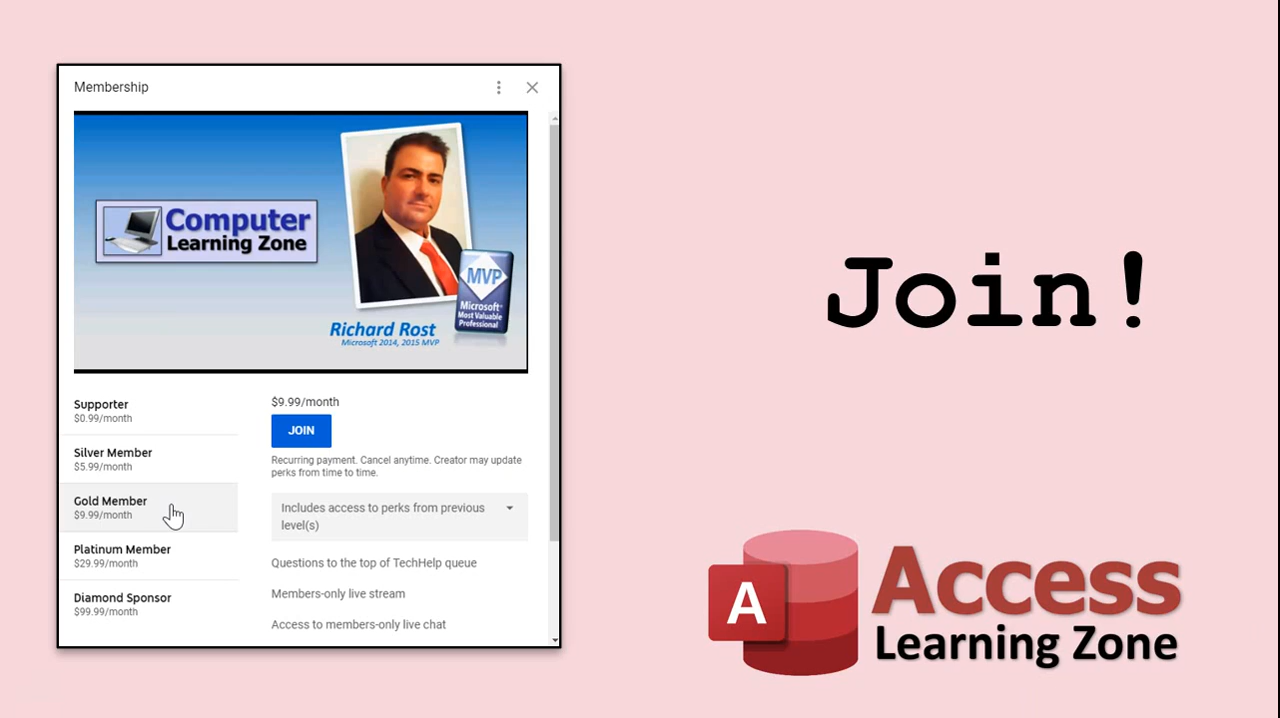 Membership
Computer
Learning Zone
MVP
Microsoft®
Most Valuable
Professional
Richard Rost
Microsoft 2014, 2015 MVP
Supporter
$0.99/month
Silver Member
$5.99/month
Gold Member
$9.99/month
Platinum Member
$29.99/month
Diamond Sponsor
$99.99/month
$9.99/month
JOIN
Recurring payment. Cancel anytime. Creator may update
perks from time to time.
Includes access to perks from previous
level(s)
Questions to the top of TechHelp queue
Members-only live stream
Access to members-only live chat
Join!
A
Access
Learning Zone